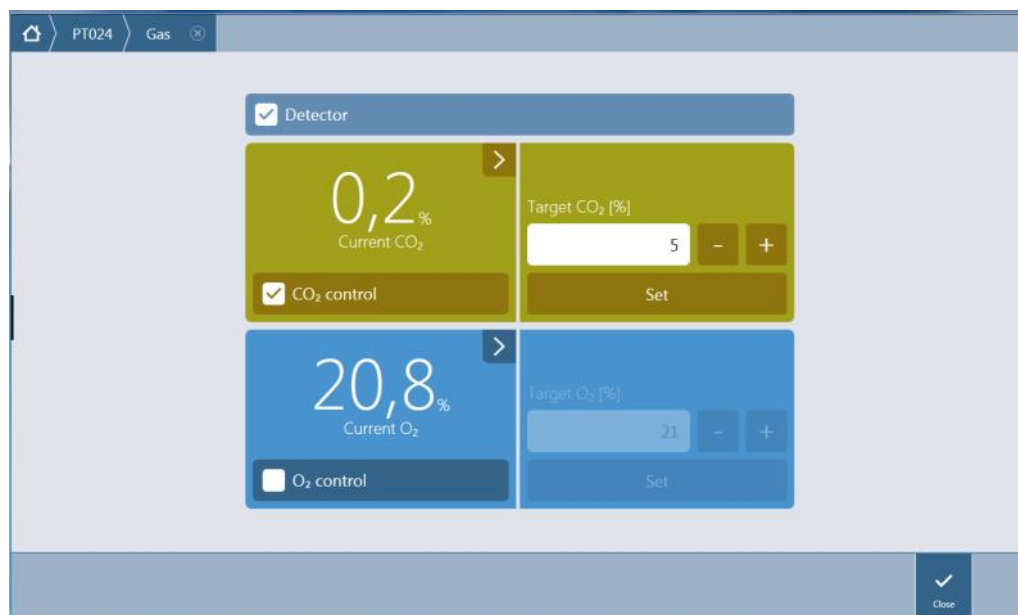 PT024 Gas
Detector
0,2 %
Current CO₂
CO₂ control
Target CO₂ [%]
5 - +
Set
20,8 %
Current O₂
O₂ control
Target O₂ [%]
21 - +
Set
Close